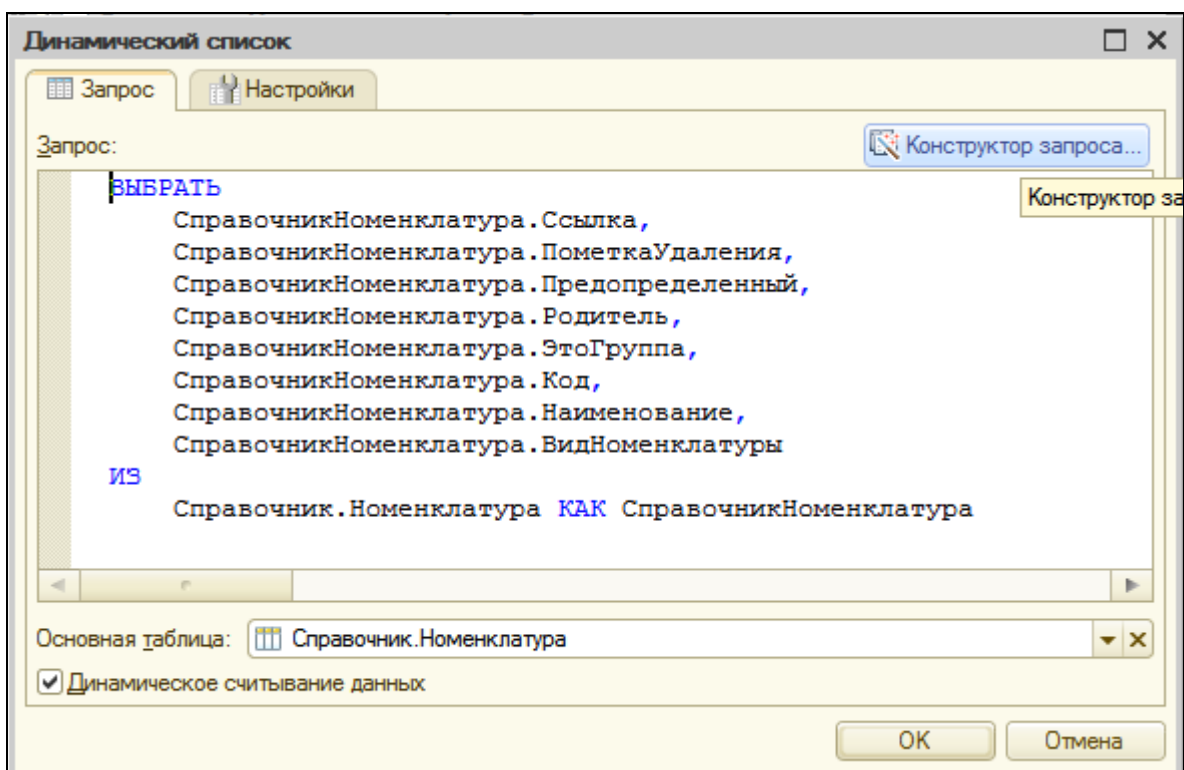 Динамический список
Запрос
Настройки
Запрос:
Конструктор запроса...
Конструктор за
ВЫБРАТЬ
СправочникНоменклатура.Ссылка,
СправочникНоменклатура.ПометкаУдаления,
СправочникНоменклатура.Предопределенный,
СправочникНоменклатура.Родитель,
СправочникНоменклатура.ЭтоГруппа,
СправочникНоменклатура.Код,
СправочникНоменклатура.Наименование,
СправочникНоменклатура.ВидНоменклатуры
ИЗ
Справочник.Номенклатура КАК СправочникНоменклатура
Основная таблица: Справочник.Номенклатура
Динамическое считывание данных
OK
Отмена